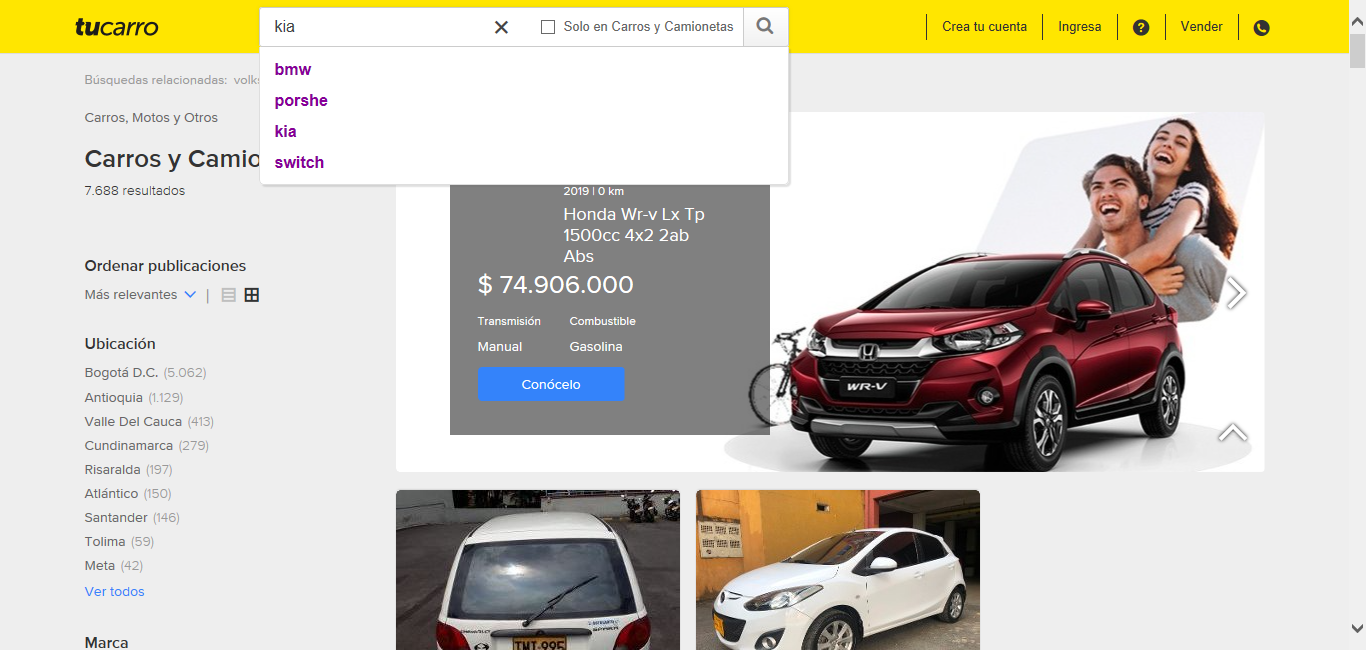 tucarro
kia
Solo en Carros y Camionetas
Crea tu cuenta
Ingresa
?
Vender
bmw
porshe
kia
switch
Búsquedas relacionadas:
Carros, Motos y Otros
Carros y Camio
7.688 resultados
Ordenar publicaciones
Más relevantes |
Ubicación
Bogotá D.C. (5.062)
Antioquia (1.129)
Valle Del Cauca (413)
Cundinamarca (279)
Risaralda (197)
Atlántico (150)
Santander (146)
Tolima (59)
Meta (42)
Ver todos
Marca
2019 | 0 km
Honda Wr-v Lx Tp
1500cc 4x2 2ab
Abs
$ 74.906.000
Transmisión Combustible
Manual Gasolina
Conócelo
WR-V
CHEVROLET
SPARK
TMT-995